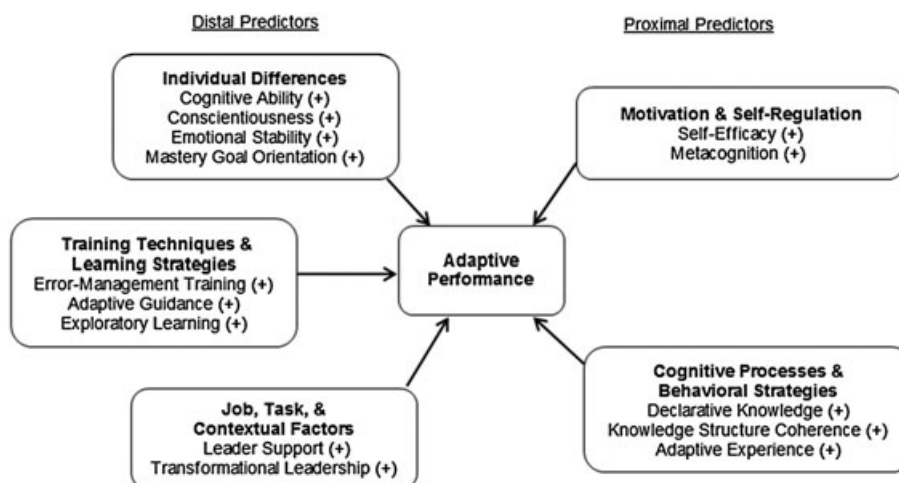 Distal Predictors
Proximal Predictors
Individual Differences
Cognitive Ability (+)
Conscientiousness (+)
Emotional Stability (+)
Mastery Goal Orientation (+)
Motivation & Self-Regulation
Self-Efficacy (+)
Metacognition (+)
Training Techniques &
Learning Strategies
Error-Management Training (+)
Adaptive Guidance (+)
Exploratory Learning (+)
Adaptive
Performance
Job, Task, &
Contextual Factors
Leader Support (+)
Transformational Leadership (+)
Cognitive Processes &
Behavioral Strategies
Declarative Knowledge (+)
Knowledge Structure Coherence (+)
Adaptive Experience (+)